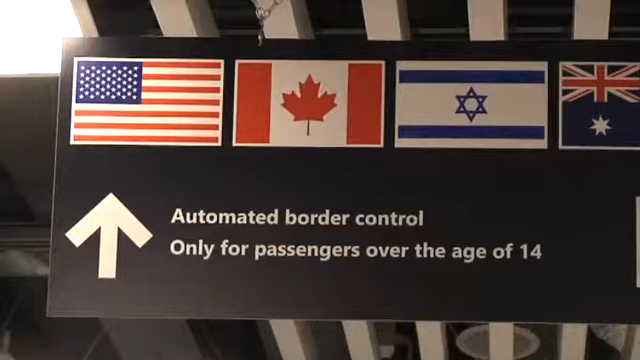 Automated border control
Only for passengers over the age of 14